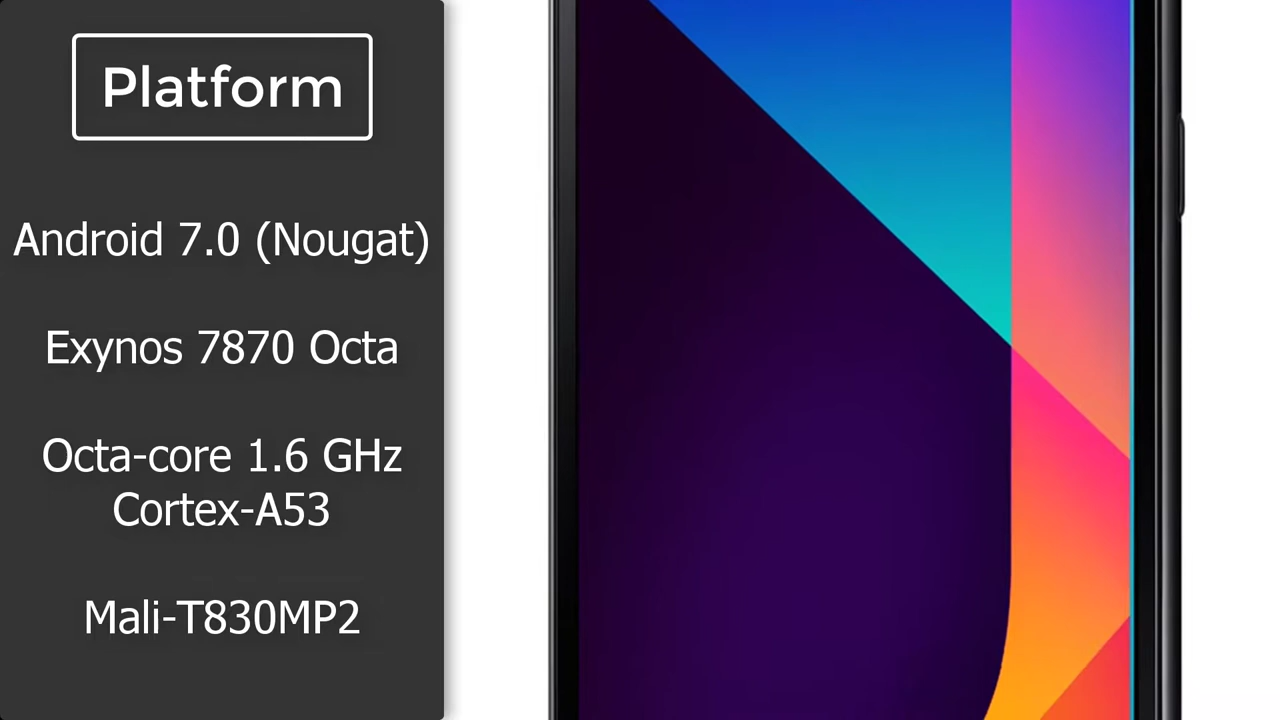 Platform
Android 7.0 (Nougat)
Exynos 7870 Octa
Octa-core 1.6 GHz
Cortex-A53
Mali-T830MP2